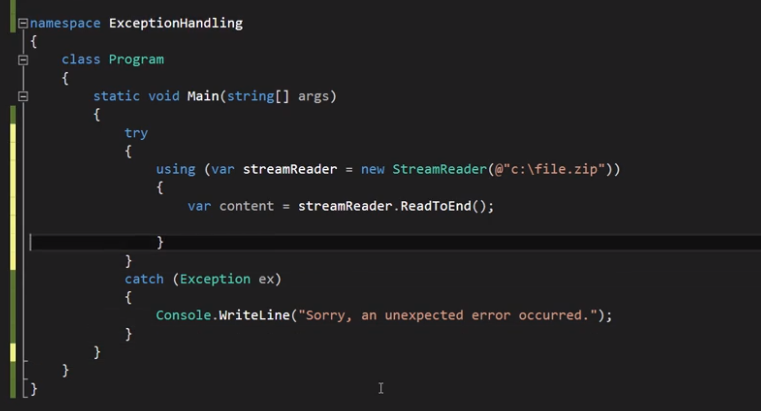 namespace ExceptionHandling
{
class Program
{
static void Main(string[] args)
{
try
{
using (var streamReader = new StreamReader(@"c:\file.zip"))
{
var content = streamReader.ReadToEnd();
}
}
catch (Exception ex)
{
Console.WriteLine("Sorry, an unexpected error occurred.");
}
}
}
}